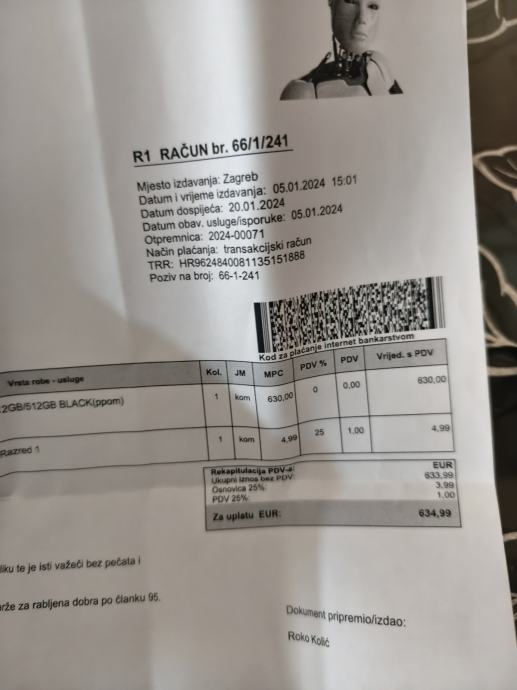 R1 RAČUN br. 66/1/241
Mjesto izdavanja: Zagreb
Datum i vrijeme izdavanja: 05.01.2024 15:01
Datum dospijeća: 20.01.2024
Datum obav. usluge/isporuke: 05.01.2024
Otpremnica: 2024-00071
Način plaćanja: transakcijski račun
TRR: HR9624840081135151888
Poziv na broj: 66-1-241
Kod za plaćanje internet bankarstvom
Vrsta robe - usluge Kol. JM MPC PDV % PDV Vrijed. s PDV
2GB/512GB BLACK(ppom) 1 kom 630,00 0 0,00 630,00
Razred 1 1 kom 4,99 25 1,00 4,99
Rekapitulacija PDV-a: EUR
Ukupni iznos bez PDV: 633,99
Osnovica 25%: 3,99
PDV 25%: 1,00
Za uplatu EUR: 634,99
liku te je isti važeći bez pečata i
rže za rabljena dobra po članku 95.
Dokument pripremio/izdao:
Roko Kolić